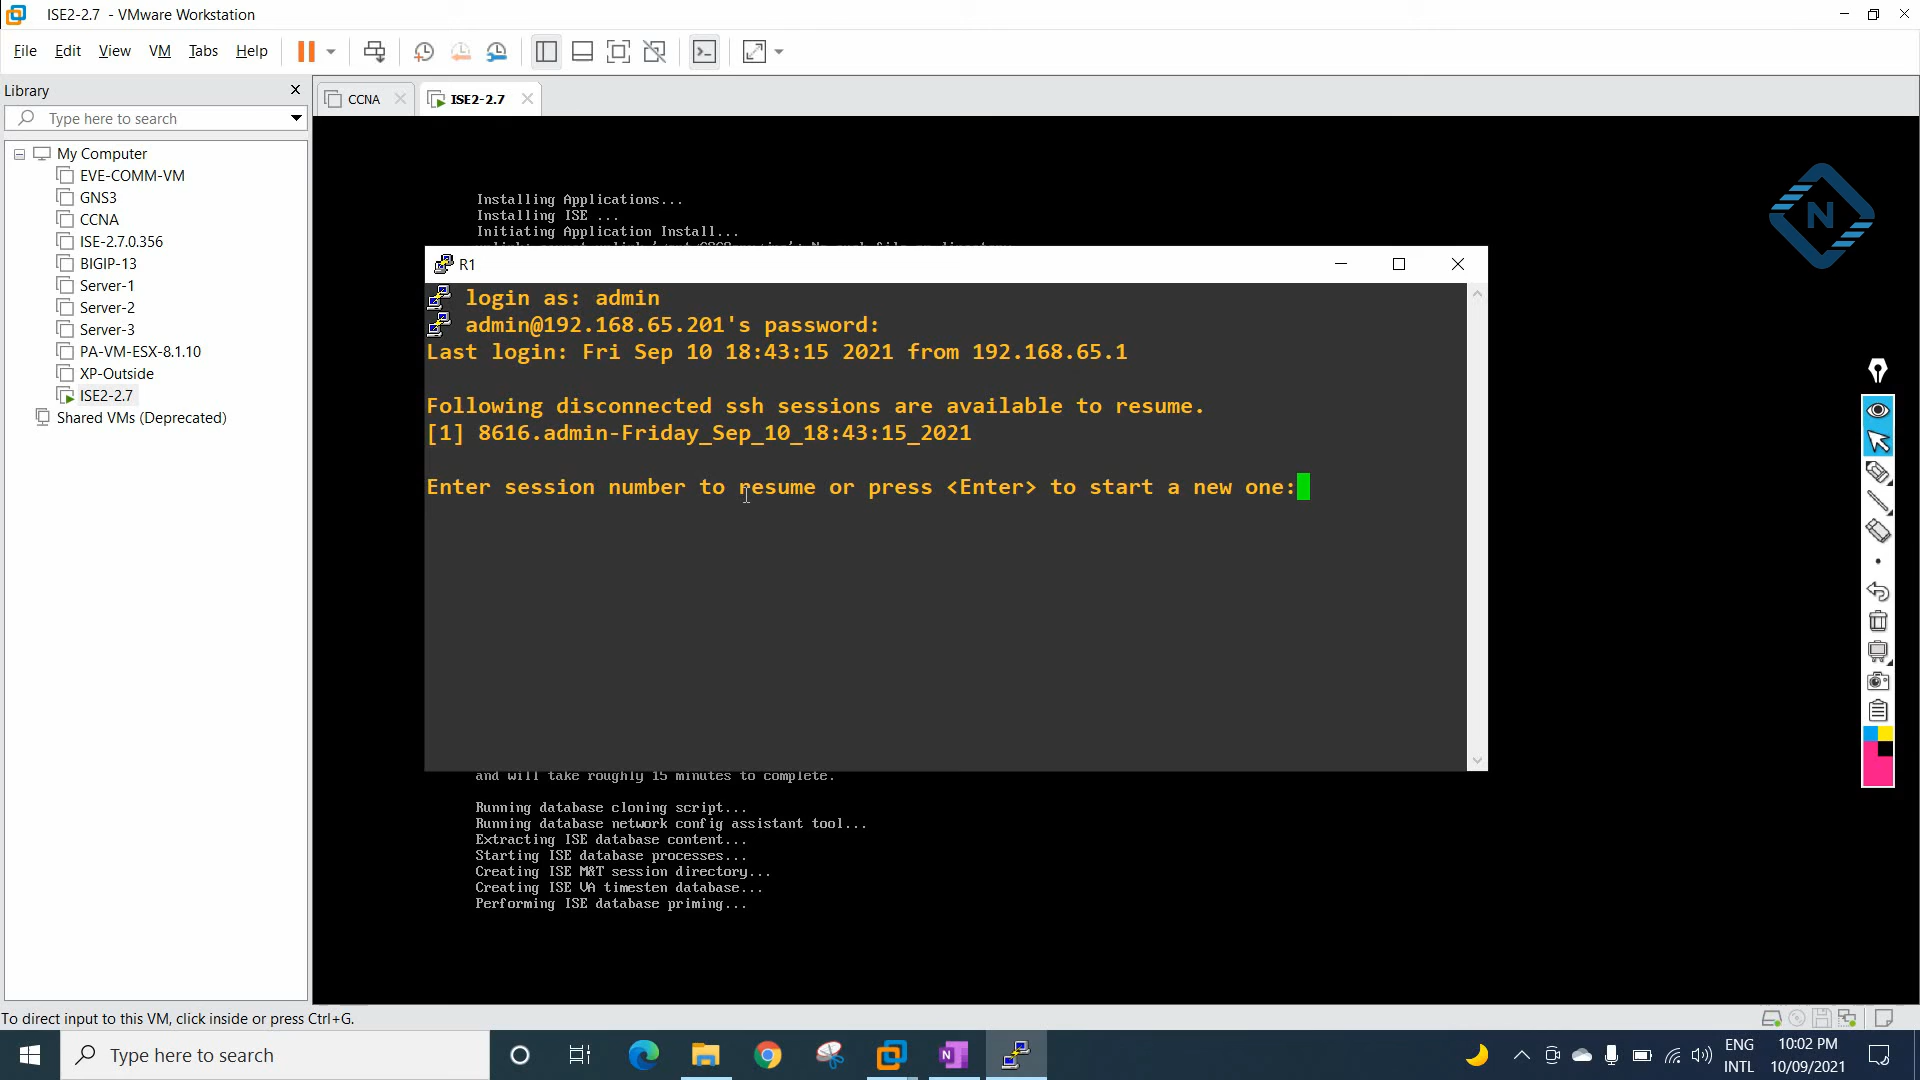 ISE2-2.7 - VMware Workstation
File Edit View VM Tabs Help
Library
Type here to search
CCNA
ISE2-2.7
My Computer
EVE-COMM-VM
GNS3
CCNA
ISE-2.7.0.356
BIGIP-13
Server-1
Server-2
Server-3
PA-VM-ESX-8.1.10
XP-Outside
ISE2-2.7
Shared VMs (Deprecated)
Installing Applications...
Installing ISE ...
Initiating Application Install...
N
R1
login as: admin
admin@192.168.65.201's password:
Last login: Fri Sep 10 18:43:15 2021 from 192.168.65.1
Following disconnected ssh sessions are available to resume.
[1] 8616.admin-Friday_Sep_10_18:43:15_2021
Enter session number to resume or press <Enter> to start a new one:
and will take roughly 15 minutes to complete.
Running database cloning script...
Running database network config assistant tool...
Extracting ISE database content...
Starting ISE database processes...
Creating ISE M&T session directory...
Creating ISE VA timesten database...
Performing ISE database priming...
To direct input to this VM, click inside or press Ctrl+G.
Type here to search
ENG
INTL
10:02 PM
10/09/2021